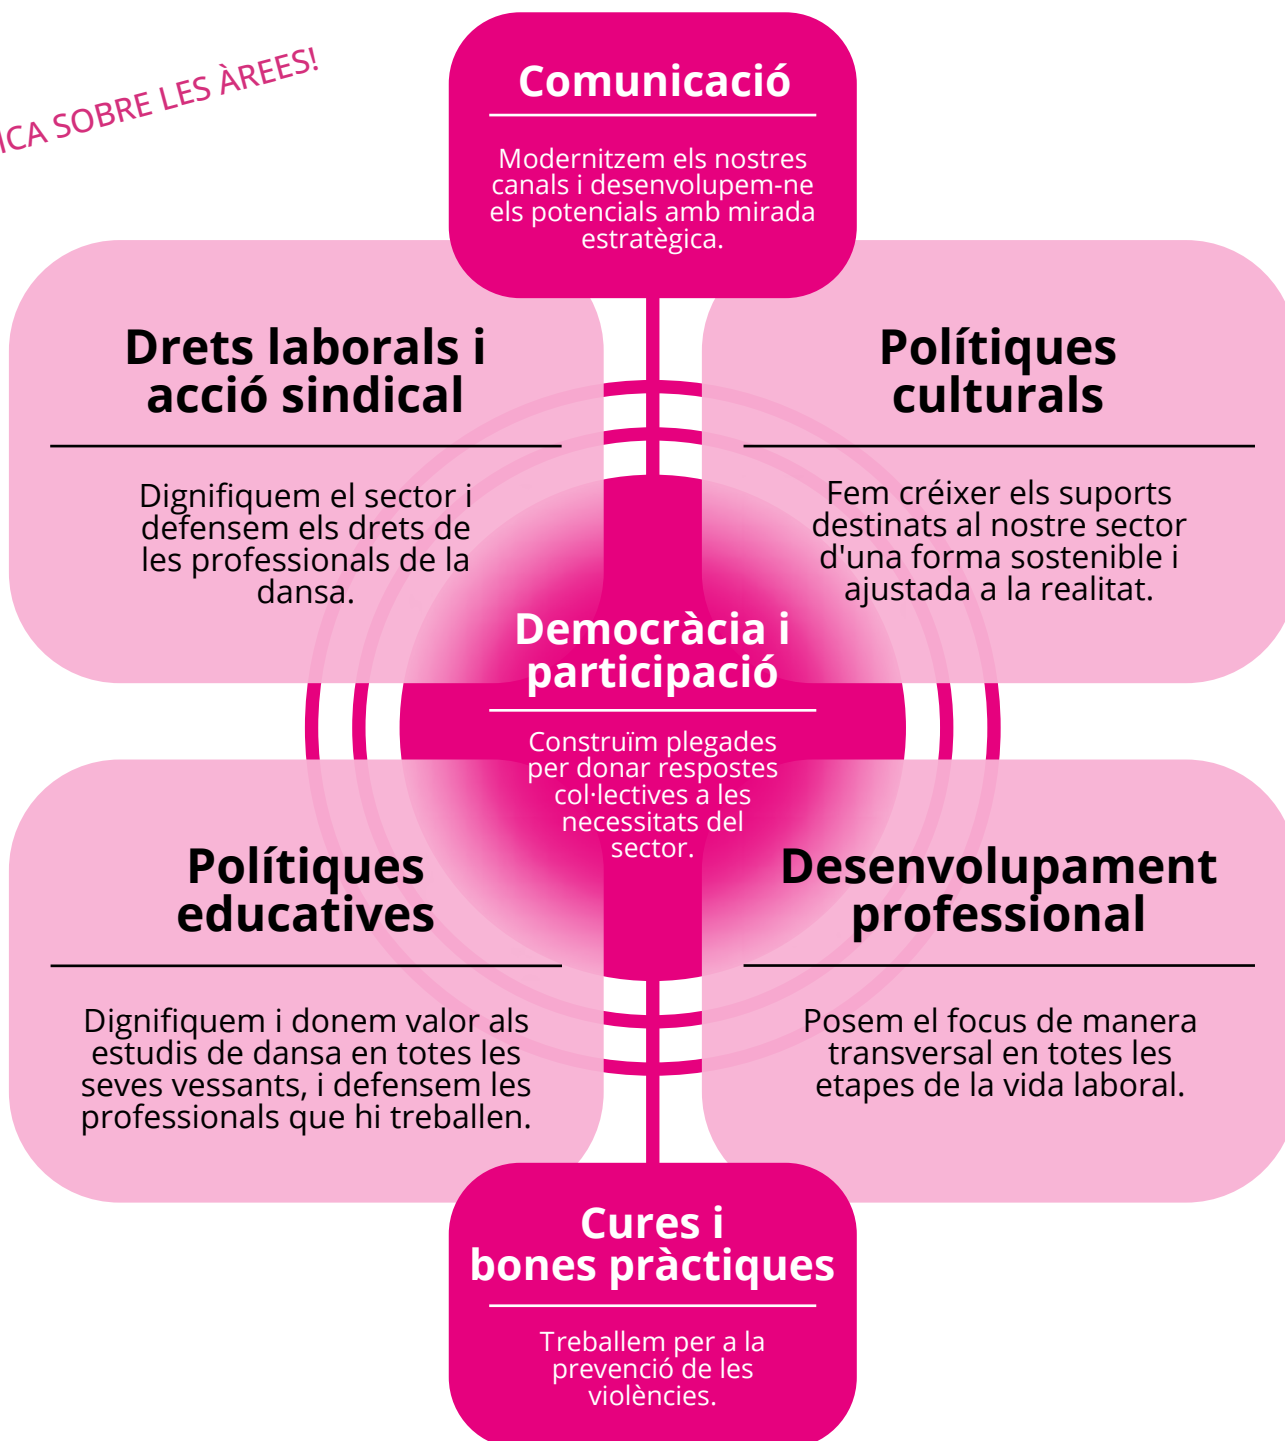 SOBRE LES ÀREES!
Comunicació
Modernitzem els nostres
canals i desenvolupem-ne
els potencials amb mirada
estratègica.
Drets laborals i
acció sindical
Dignifiquem el sector i
defensem els drets de
les professionals de la
dansa.
Polítiques
culturals
Fem créixer els suports
destinats al nostre sector
d'una forma sostenible i
ajustada a la realitat.
Democràcia i
participació
Construïm plegades
per donar respostes
col·lectives a les
necessitats del
sector.
Polítiques
educatives
Dignifiquem i donem valor als
estudis de dansa en totes les
seves vessants, i defensem les
professionals que hi treballen.
Desenvolupament
professional
Posem el focus de manera
transversal en totes les
etapes de la vida laboral.
Cures i
bones pràctiques
Treballem per a la
prevenció de les
violències.